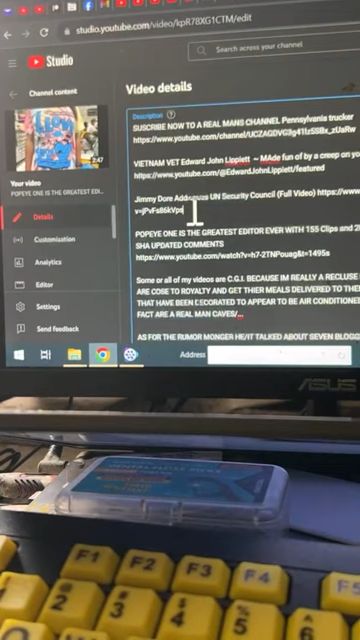 studio.youtube.com/video/kpR78XG1CTM/edit
Studio
Search across your channel
Channel content
Video details
Description
SUSCRIBE NOW TO A REAL MANS CHANNEL Pennsylvania trucker
https://www.youtube.com/channel/UCZAGDVG3g41lz5SBx_zUaRw
VIETNAM VET Edward John Lippiett ~ MAde fun of by a creep on yo
https://www.youtube.com/@EdwardJohnLippiett/featured
Jimmy Dore Addresses UN Security Council (Full Video) https://www
v=jPvFs86kVps
2:47
Your video
POPEYE ONE IS THE GREATEST EDI...
POPEYE ONE IS THE GREATEST EDITOR EVER WITH 155 Clips and 2
SHA UPDATED COMMENTS
https://www.youtube.com/watch?v=h7-2TNPouag&t=1495s
Details
Customization
Analytics
Editor
Settings
Send feedback
Some or all of my videos are C.G.I. BECAUSE IM REALLY A RECLUSE
ARE COSE TO ROYALTY AND GET THIER MEALS DELIVERED TO THE
THAT HAVE BEEN DECORATED TO APPEAR TO BE AIR CONDITIONE
FACT ARE A REAL MAN CAVES/...
AS FOR THE RUMOR MONGER HE/IT TALKED ABOUT SEVEN BLOGG
Address
ASUS
F1
F2
F3
F4
F5
@
2
#
3
$
4
%
5
6